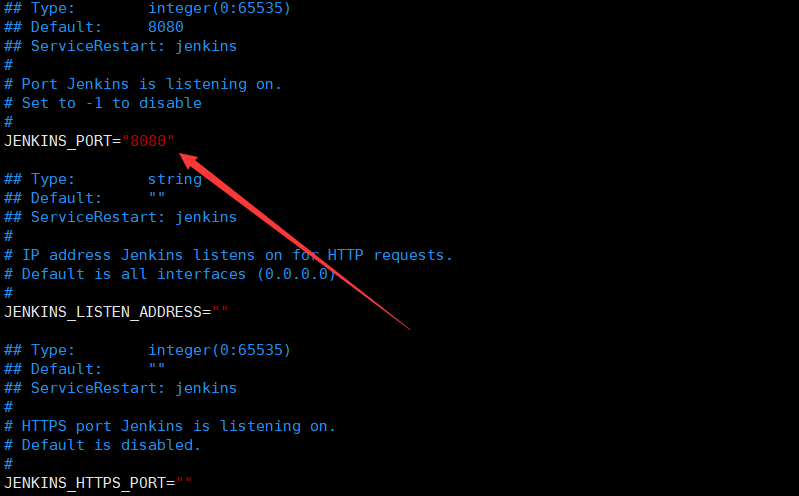 ## Type:        integer(0:65535)
## Default:     8080
## ServiceRestart: jenkins
#
# Port Jenkins is listening on.
# Set to -1 to disable
#
JENKINS_PORT="8080"
## Type:        string
## Default:     ""
## ServiceRestart: jenkins
#
# IP address Jenkins listens on for HTTP requests.
# Default is all interfaces (0.0.0.0)
#
JENKINS_LISTEN_ADDRESS=""
## Type:        integer(0:65535)
## Default:     ""
## ServiceRestart: jenkins
#
# HTTPS port Jenkins is listening on.
# Default is disabled.
#
JENKINS_HTTPS_PORT=""